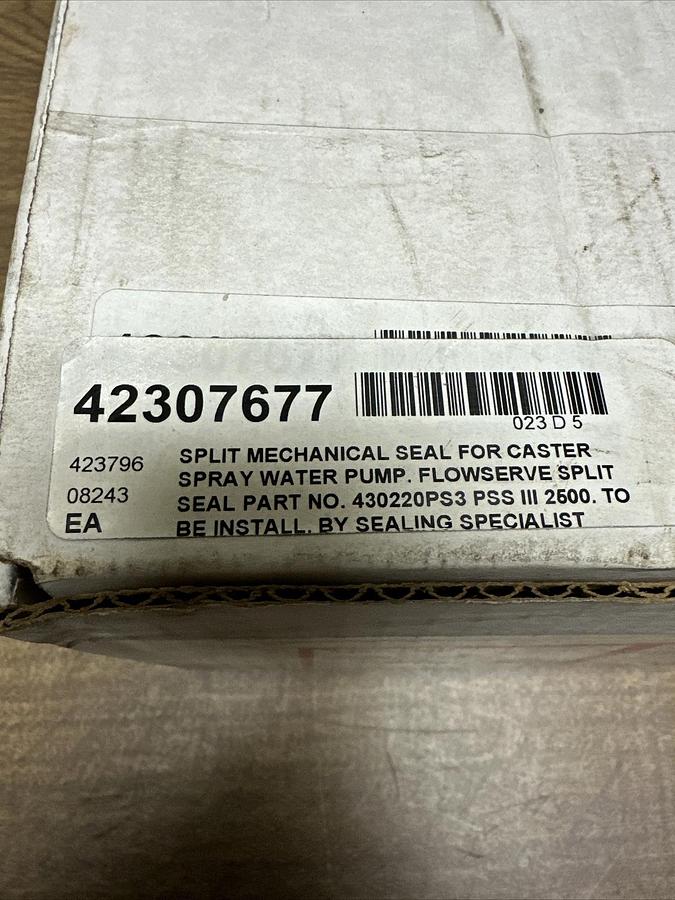 42307677
023 D 5
423796
08243
EA
SPLIT MECHANICAL SEAL FOR CASTER
SPRAY WATER PUMP. FLOWSERVE SPLIT
SEAL PART NO. 430220PS3 PSS III 2500. TO
BE INSTALL. BY SEALING SPECIALIST